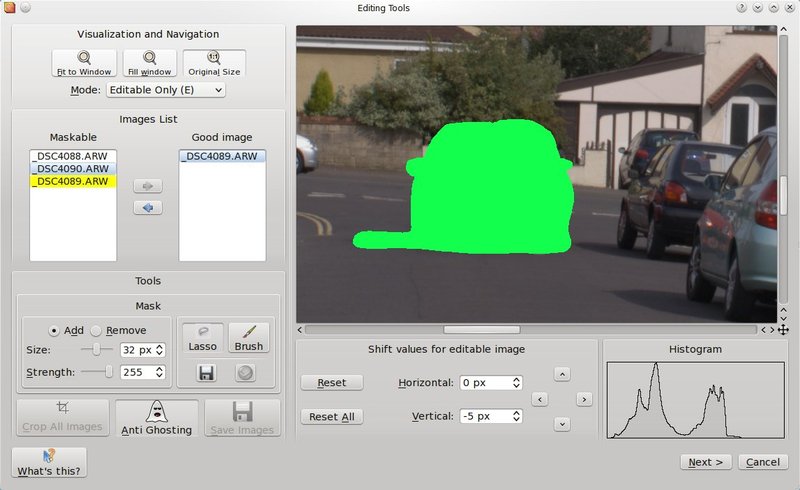 Editing Tools
Visualization and Navigation
1:1
Fit to Window Fill window Original Size
Mode: Editable Only (E)
Images List
Maskable Good image
_DSC4088.ARW _DSC4089.ARW
_DSC4090.ARW
_DSC4089.ARW
Tools
Mask
Add Remove
Size: 32 px
Strength: 255
Lasso Brush
Crop All Images Anti Ghosting Save Images
What's this?
Shift values for editable image
Reset Horizontal: 0 px
Reset All Vertical: -5 px
Histogram
Next > Cancel